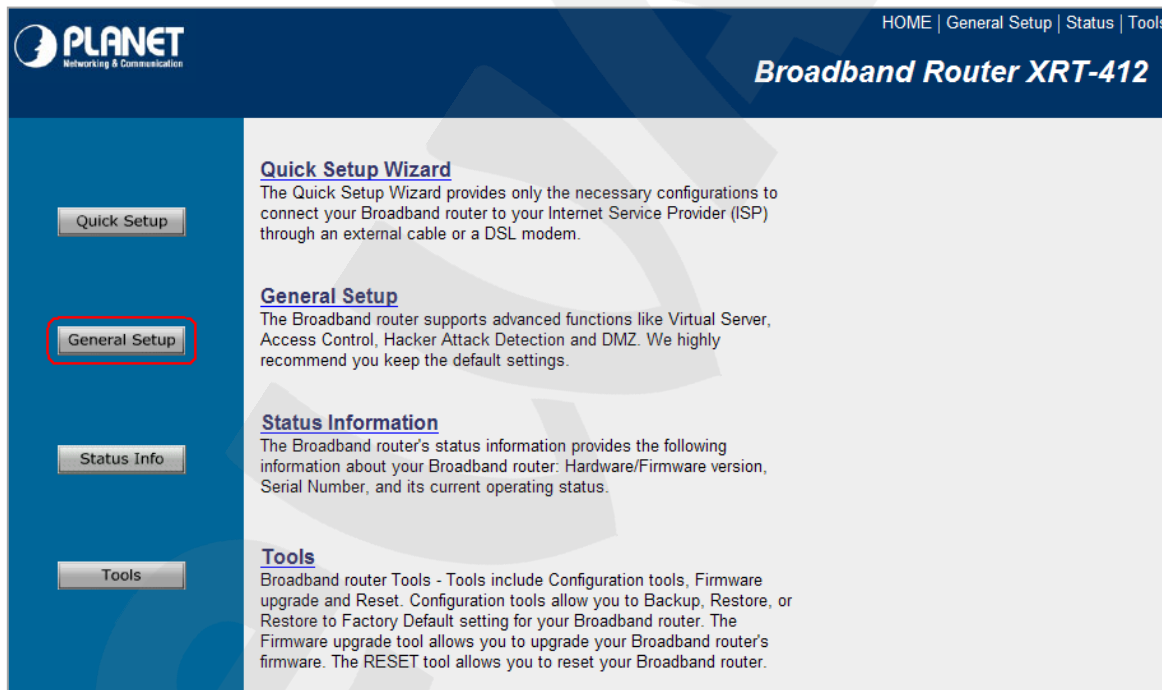 PLANET
Networking & Communication
HOME | General Setup | Status | Tools
Broadband Router XRT-412
Quick Setup
Quick Setup Wizard
The Quick Setup Wizard provides only the necessary configurations to
connect your Broadband router to your Internet Service Provider (ISP)
through an external cable or a DSL modem.
General Setup
General Setup
The Broadband router supports advanced functions like Virtual Server,
Access Control, Hacker Attack Detection and DMZ. We highly
recommend you keep the default settings.
Status Info
Status Information
The Broadband router's status information provides the following
information about your Broadband router: Hardware/Firmware version,
Serial Number, and its current operating status.
Tools
Tools
Broadband router Tools - Tools include Configuration tools, Firmware
upgrade and Reset. Configuration tools allow you to Backup, Restore, or
Restore to Factory Default setting for your Broadband router. The
Firmware upgrade tool allows you to upgrade your Broadband router's
firmware. The RESET tool allows you to reset your Broadband router.